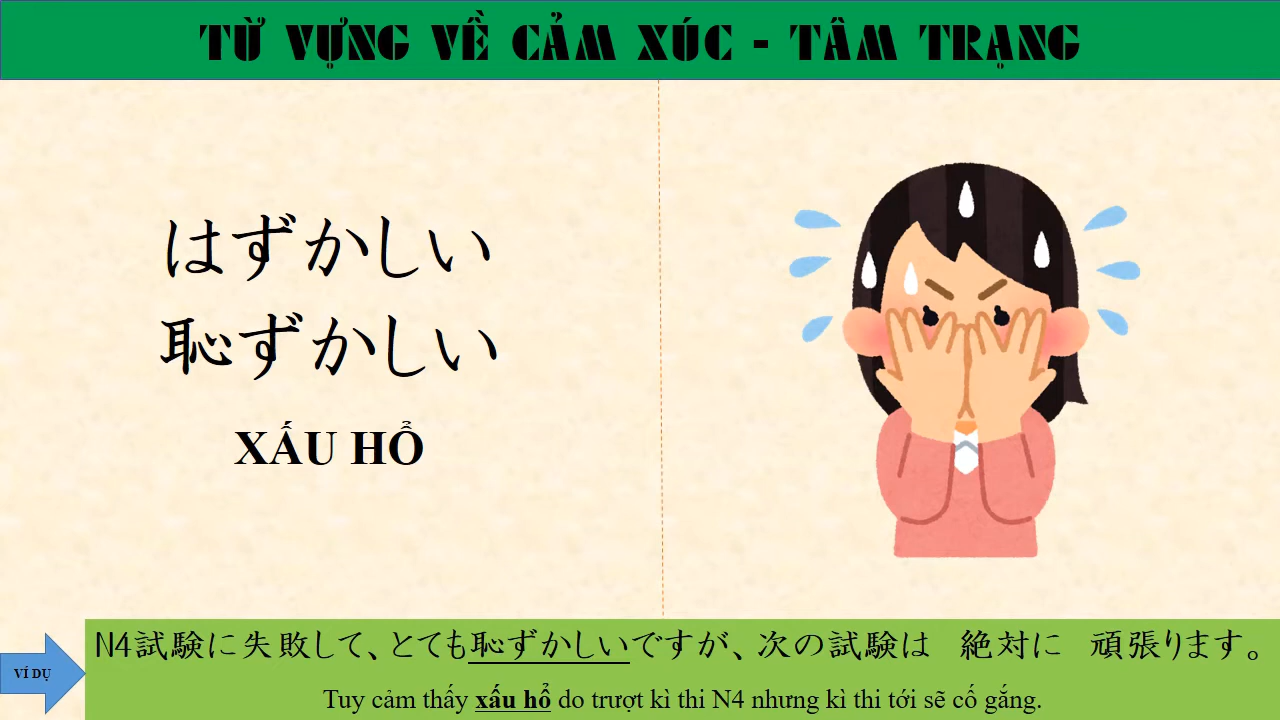 TỪ VỰNG VỀ CẢM XÚC - TÂM TRẠNG
はずかしい
恥ずかしい
XẤU HỔ
VÍ DỤ
N4試験に失敗して、とても恥ずかしいですが、次の試験は 絶対に 頑張ります。
Tuy cảm thấy xấu hổ do trượt kì thi N4 nhưng kì thi tới sẽ cố gắng.